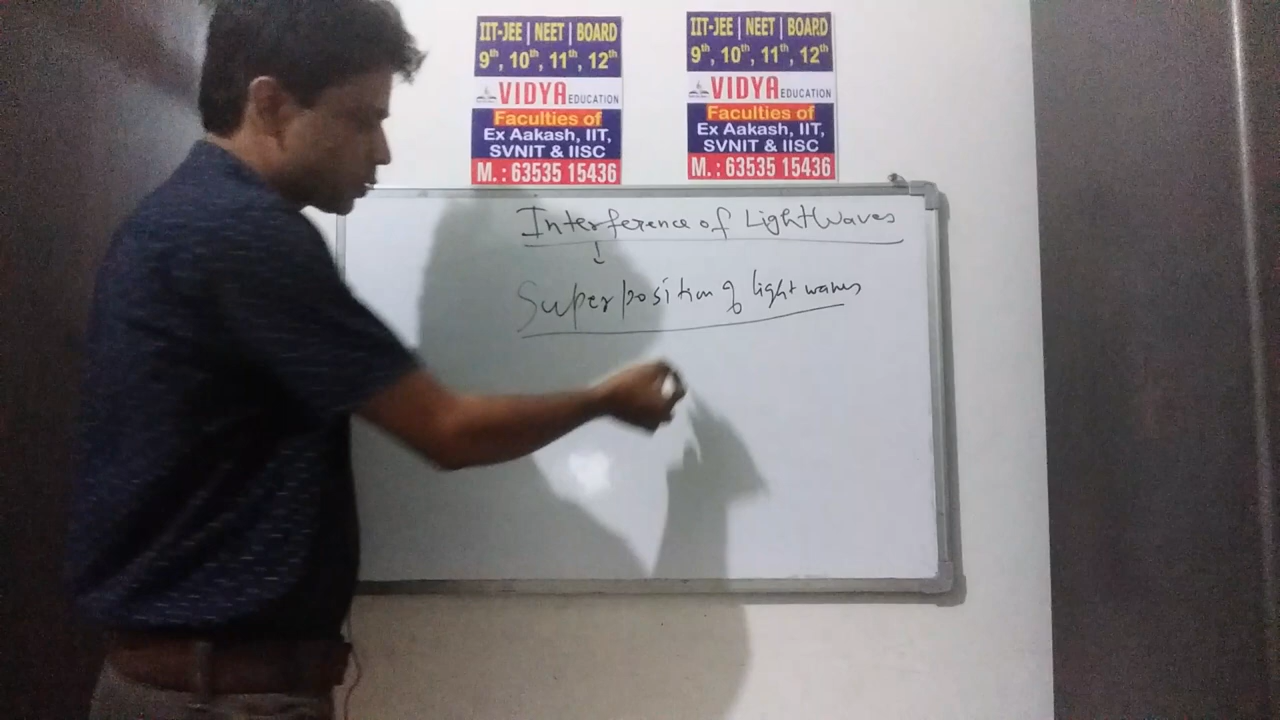 IIT-JEE | NEET | BOARD
9th, 10th, 11th, 12th
VIDYA EDUCATION
Faculties of
Ex Aakash, IIT,
SVNIT & IISC
M. : 63535 15436
IIT-JEE | NEET | BOARD
9th, 10th, 11th, 12th
VIDYA EDUCATION
Faculties of
Ex Aakash, IIT,
SVNIT & IISC
M. : 63535 15436
Interference of Light Waves
Superposition of light waves